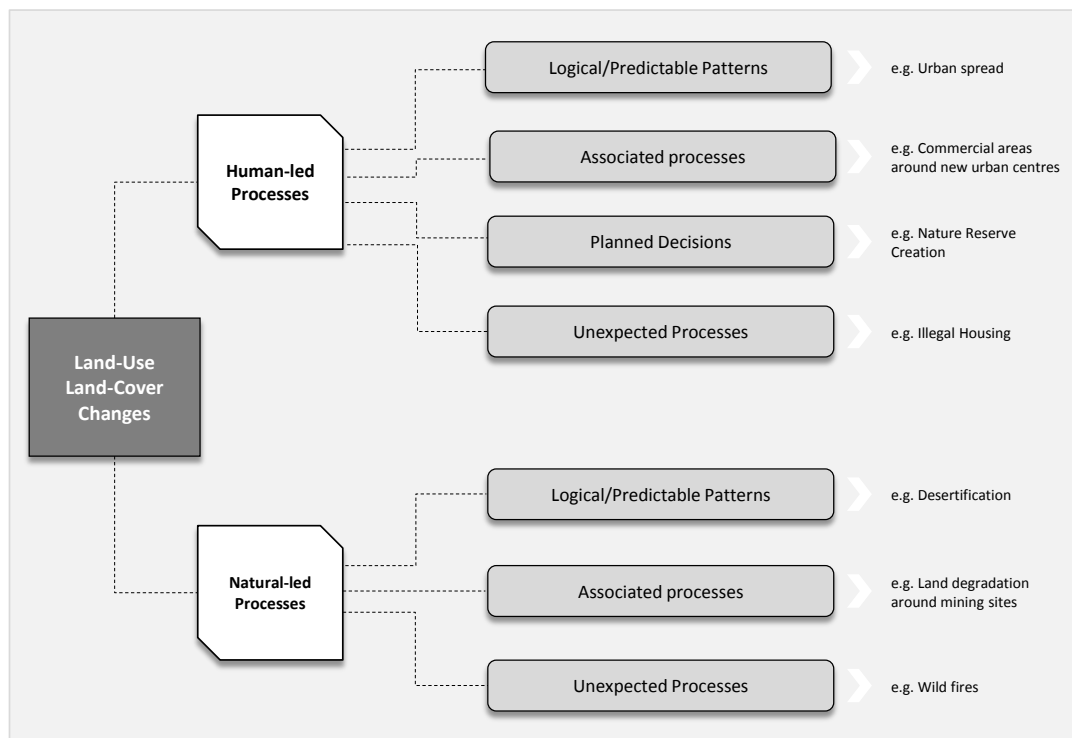 Logical/Predictable Patterns
e.g. Urban spread
Human-led
Processes
Associated processes
e.g. Commercial areas
around new urban centres
Planned Decisions
e.g. Nature Reserve
Creation
Unexpected Processes
e.g. Illegal Housing
Land-Use
Land-Cover
Changes
Logical/Predictable Patterns
e.g. Desertification
Natural-led
Processes
Associated processes
e.g. Land degradation
around mining sites
Unexpected Processes
e.g. Wild fires